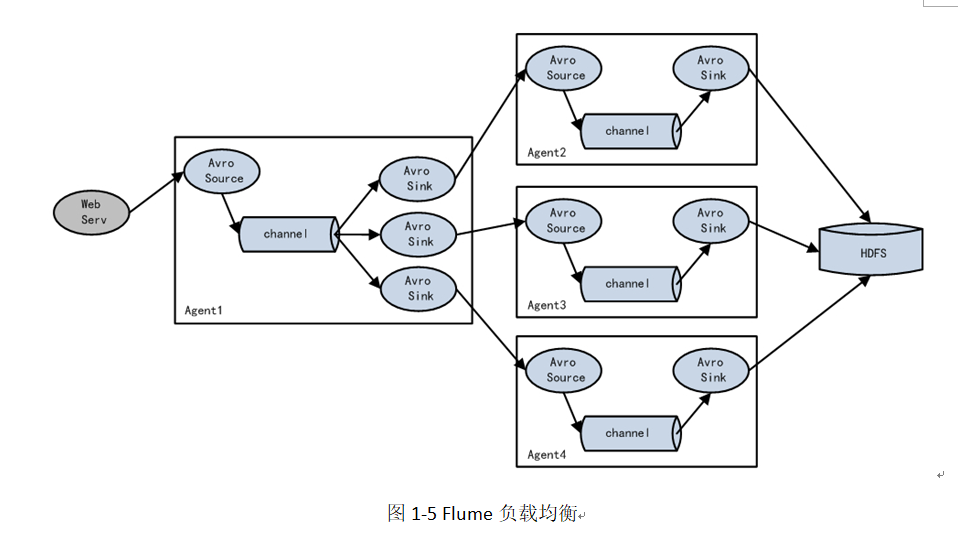 Web
Serv
Avro
Source
channel
Avro
Sink
Avro
Sink
Avro
Sink
Agent1
Avro
Source
channel
Avro
Sink
Agent2
Avro
Source
channel
Avro
Sink
Agent3
Avro
Source
channel
Avro
Sink
Agent4
HDFS
图 1-5 Flume 负载均衡